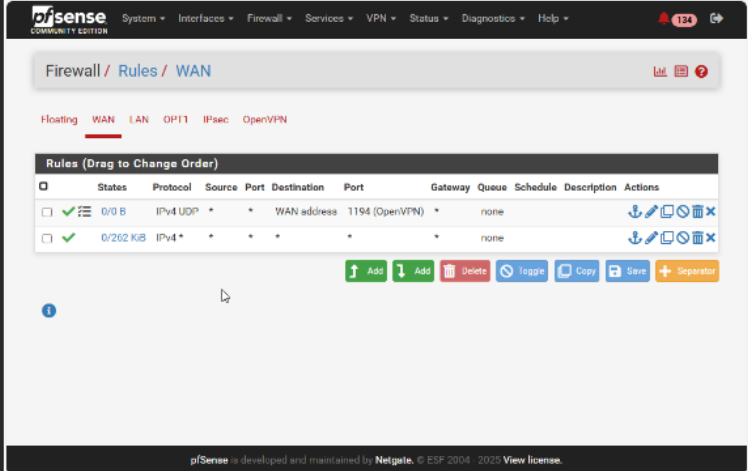 pfsense
COMMUNITY EDITION
System Interfaces Firewall Services VPN Status Diagnostics Help 134
Firewall / Rules / WAN
Floating WAN LAN OPT1 IPsec OpenVPN
Rules (Drag to Change Order)
States Protocol Source Port Destination Port Gateway Queue Schedule Description Actions
0/0 B IPv4 UDP * * WAN address 1194 (OpenVPN) * none
0/262 KiB IPv4 * * * * * * none
Add Add Delete Toggle Copy Save Separator
pfSense is developed and maintained by Netgate. © ESF 2004 - 2025 View license.